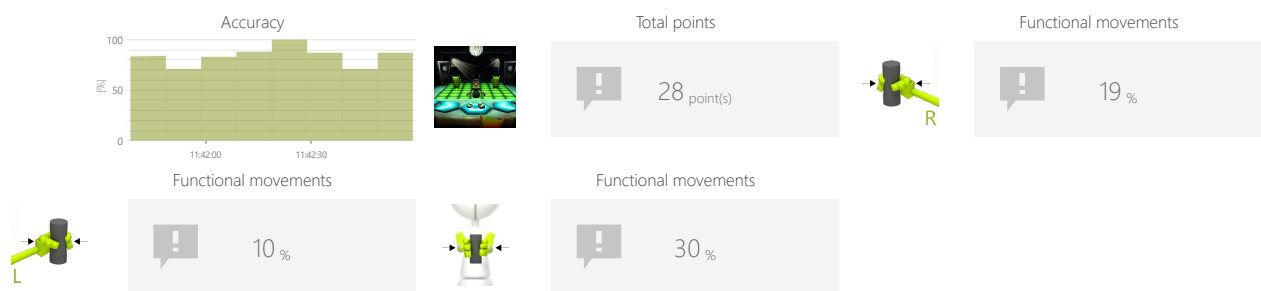 Accuracy
100
50
0
[%]
11:42:00
11:42:30
Total points
28 point(s)
Functional movements
R
19 %
Functional movements
L
10 %
Functional movements
30 %